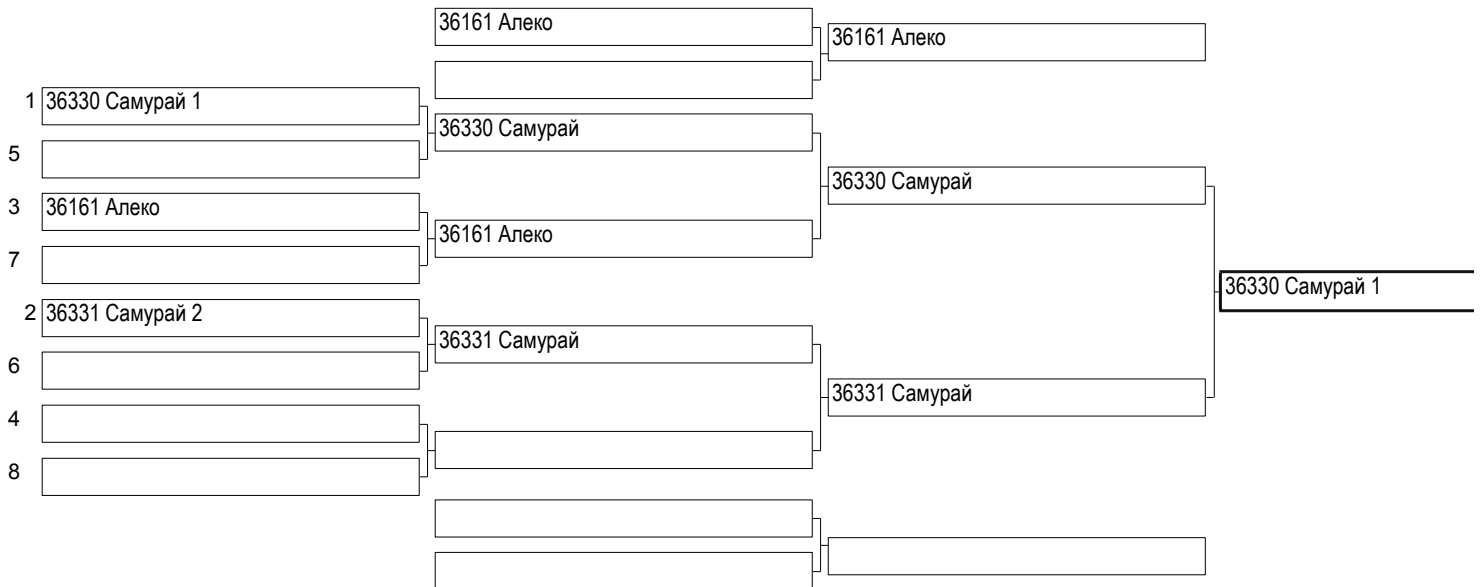 36161 Алеко
36161 Алеко
1 36330 Самурай 1
36330 Самурай
5
36330 Самурай
3 36161 Алеко
36161 Алеко
7
36330 Самурай 1
2 36331 Самурай 2
36331 Самурай
6
36331 Самурай
4
8